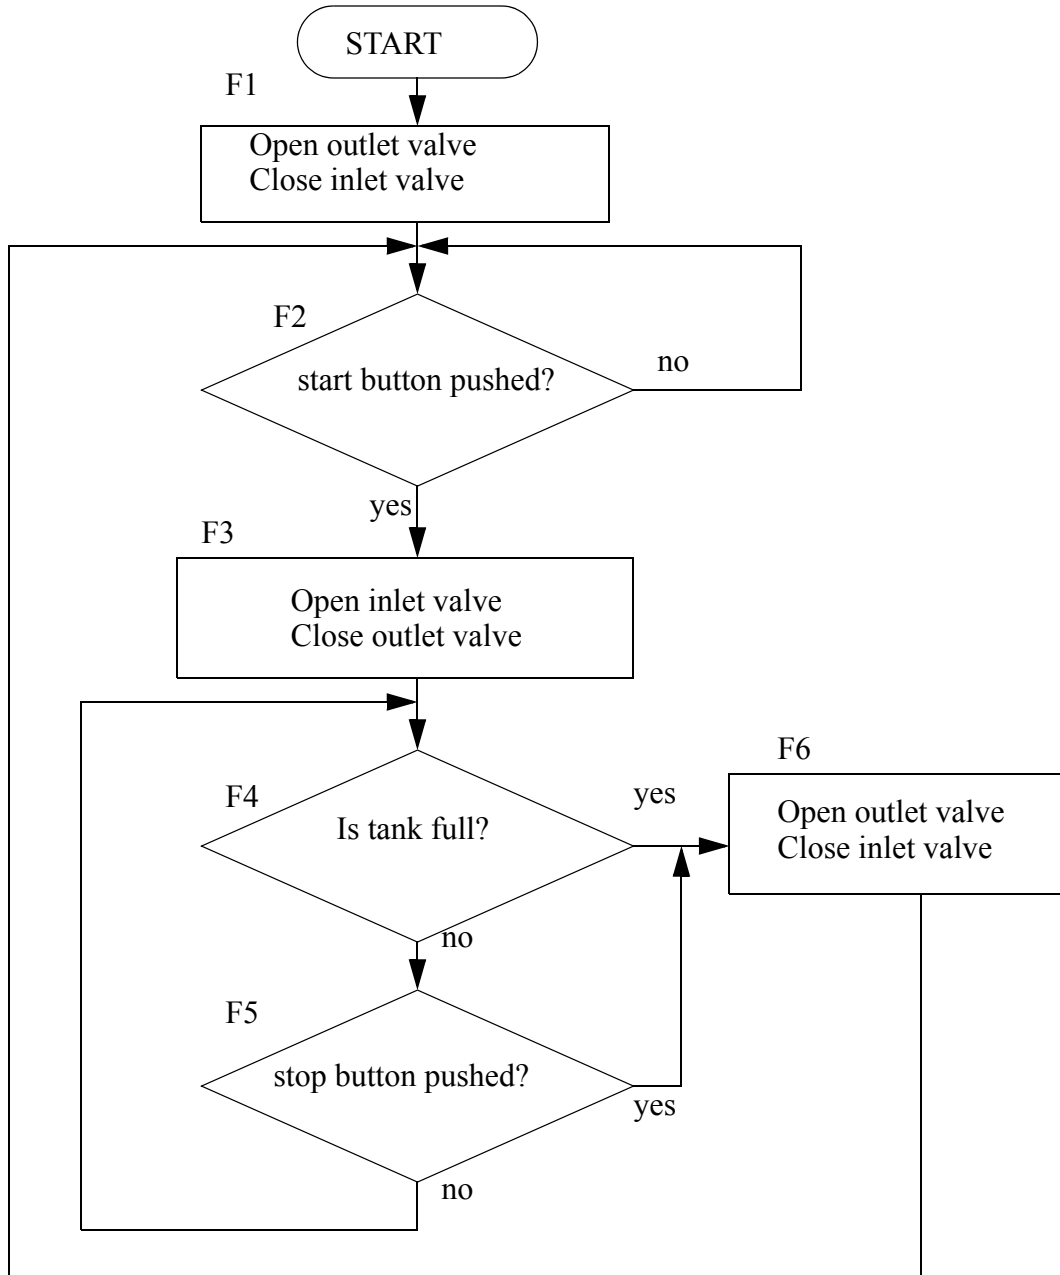 START
F1
Open outlet valve
Close inlet valve
F2
start button pushed?
no
yes
F3
Open inlet valve
Close outlet valve
F4
Is tank full?
yes
F6
Open outlet valve
Close inlet valve
no
F5
stop button pushed?
yes
no